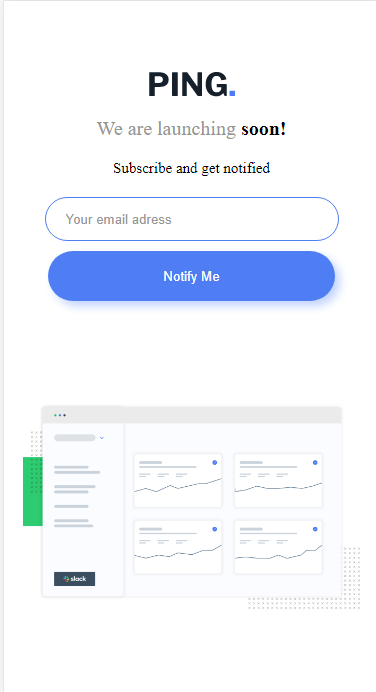 PING.
We are launching soon!
Subscribe and get notified
Your email adress
Notify Me
slack